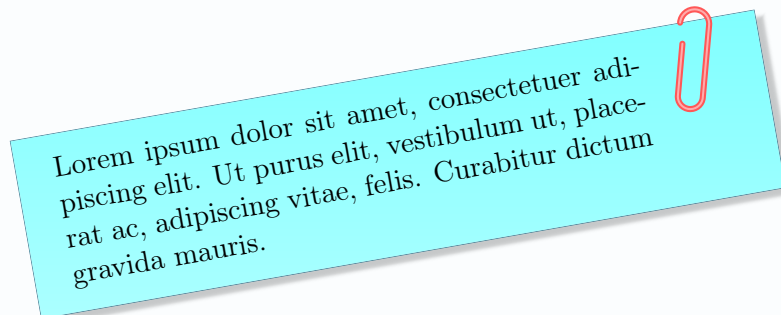 Lorem ipsum dolor sit amet, consectetuer adi-
piscing elit. Ut purus elit, vestibulum ut, place-
rat ac, adipiscing vitae, felis. Curabitur dictum
gravida mauris.